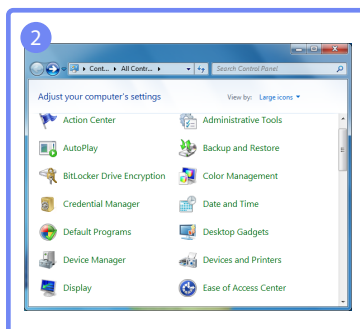 2
Cont... All Contr...
Search Control Panel
Adjust your computer's settings
View by: Large icons
Action Center
Administrative Tools
AutoPlay
Backup and Restore
BitLocker Drive Encryption
Color Management
Credential Manager
Date and Time
Default Programs
Desktop Gadgets
Device Manager
Devices and Printers
Display
Ease of Access Center